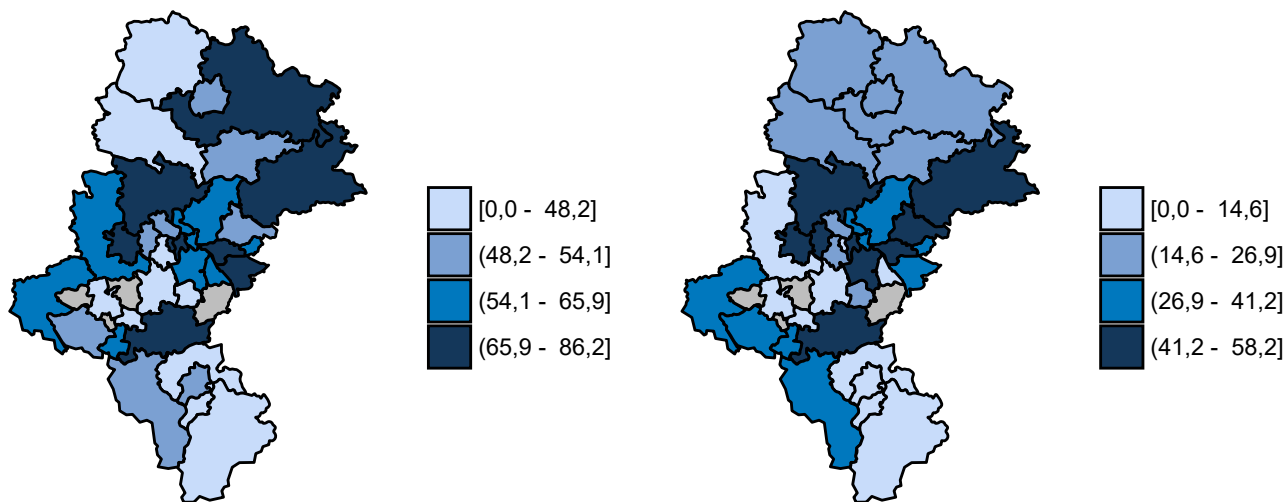 [0,0 - 48,2]
(48,2 - 54,1]
(54,1 - 65,9]
(65,9 - 86,2]
[0,0 - 14,6]
(14,6 - 26,9]
(26,9 - 41,2]
(41,2 - 58,2]